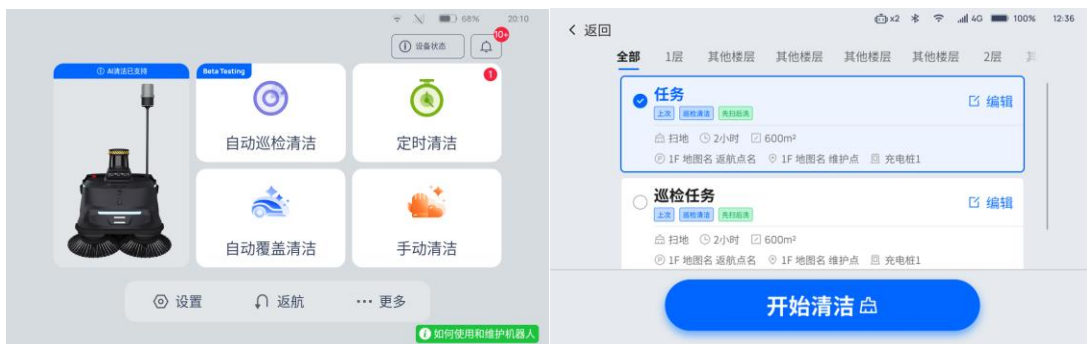 68% 20:10
设备状态 10+
AI清洁已支持
Beta Testing
1
自动巡检清洁
定时清洁
自动覆盖清洁
手动清洁
设置 返航 更多
如何使用和维护机器人
x2 4G 100% 12:36
返回
全部 1层 其他楼层 其他楼层 其他楼层 其他楼层 2层
任务 编辑
上次 巡检清洁 先扫后洗
扫地 2小时 600m²
1F 地图名 返航点名 1F 地图名 维护点 充电桩1
巡检任务 编辑
上次 巡检清洁 先扫后洗
扫地 2小时 600m²
1F 地图名 返航点名 1F 地图名 维护点 充电桩1
开始清洁